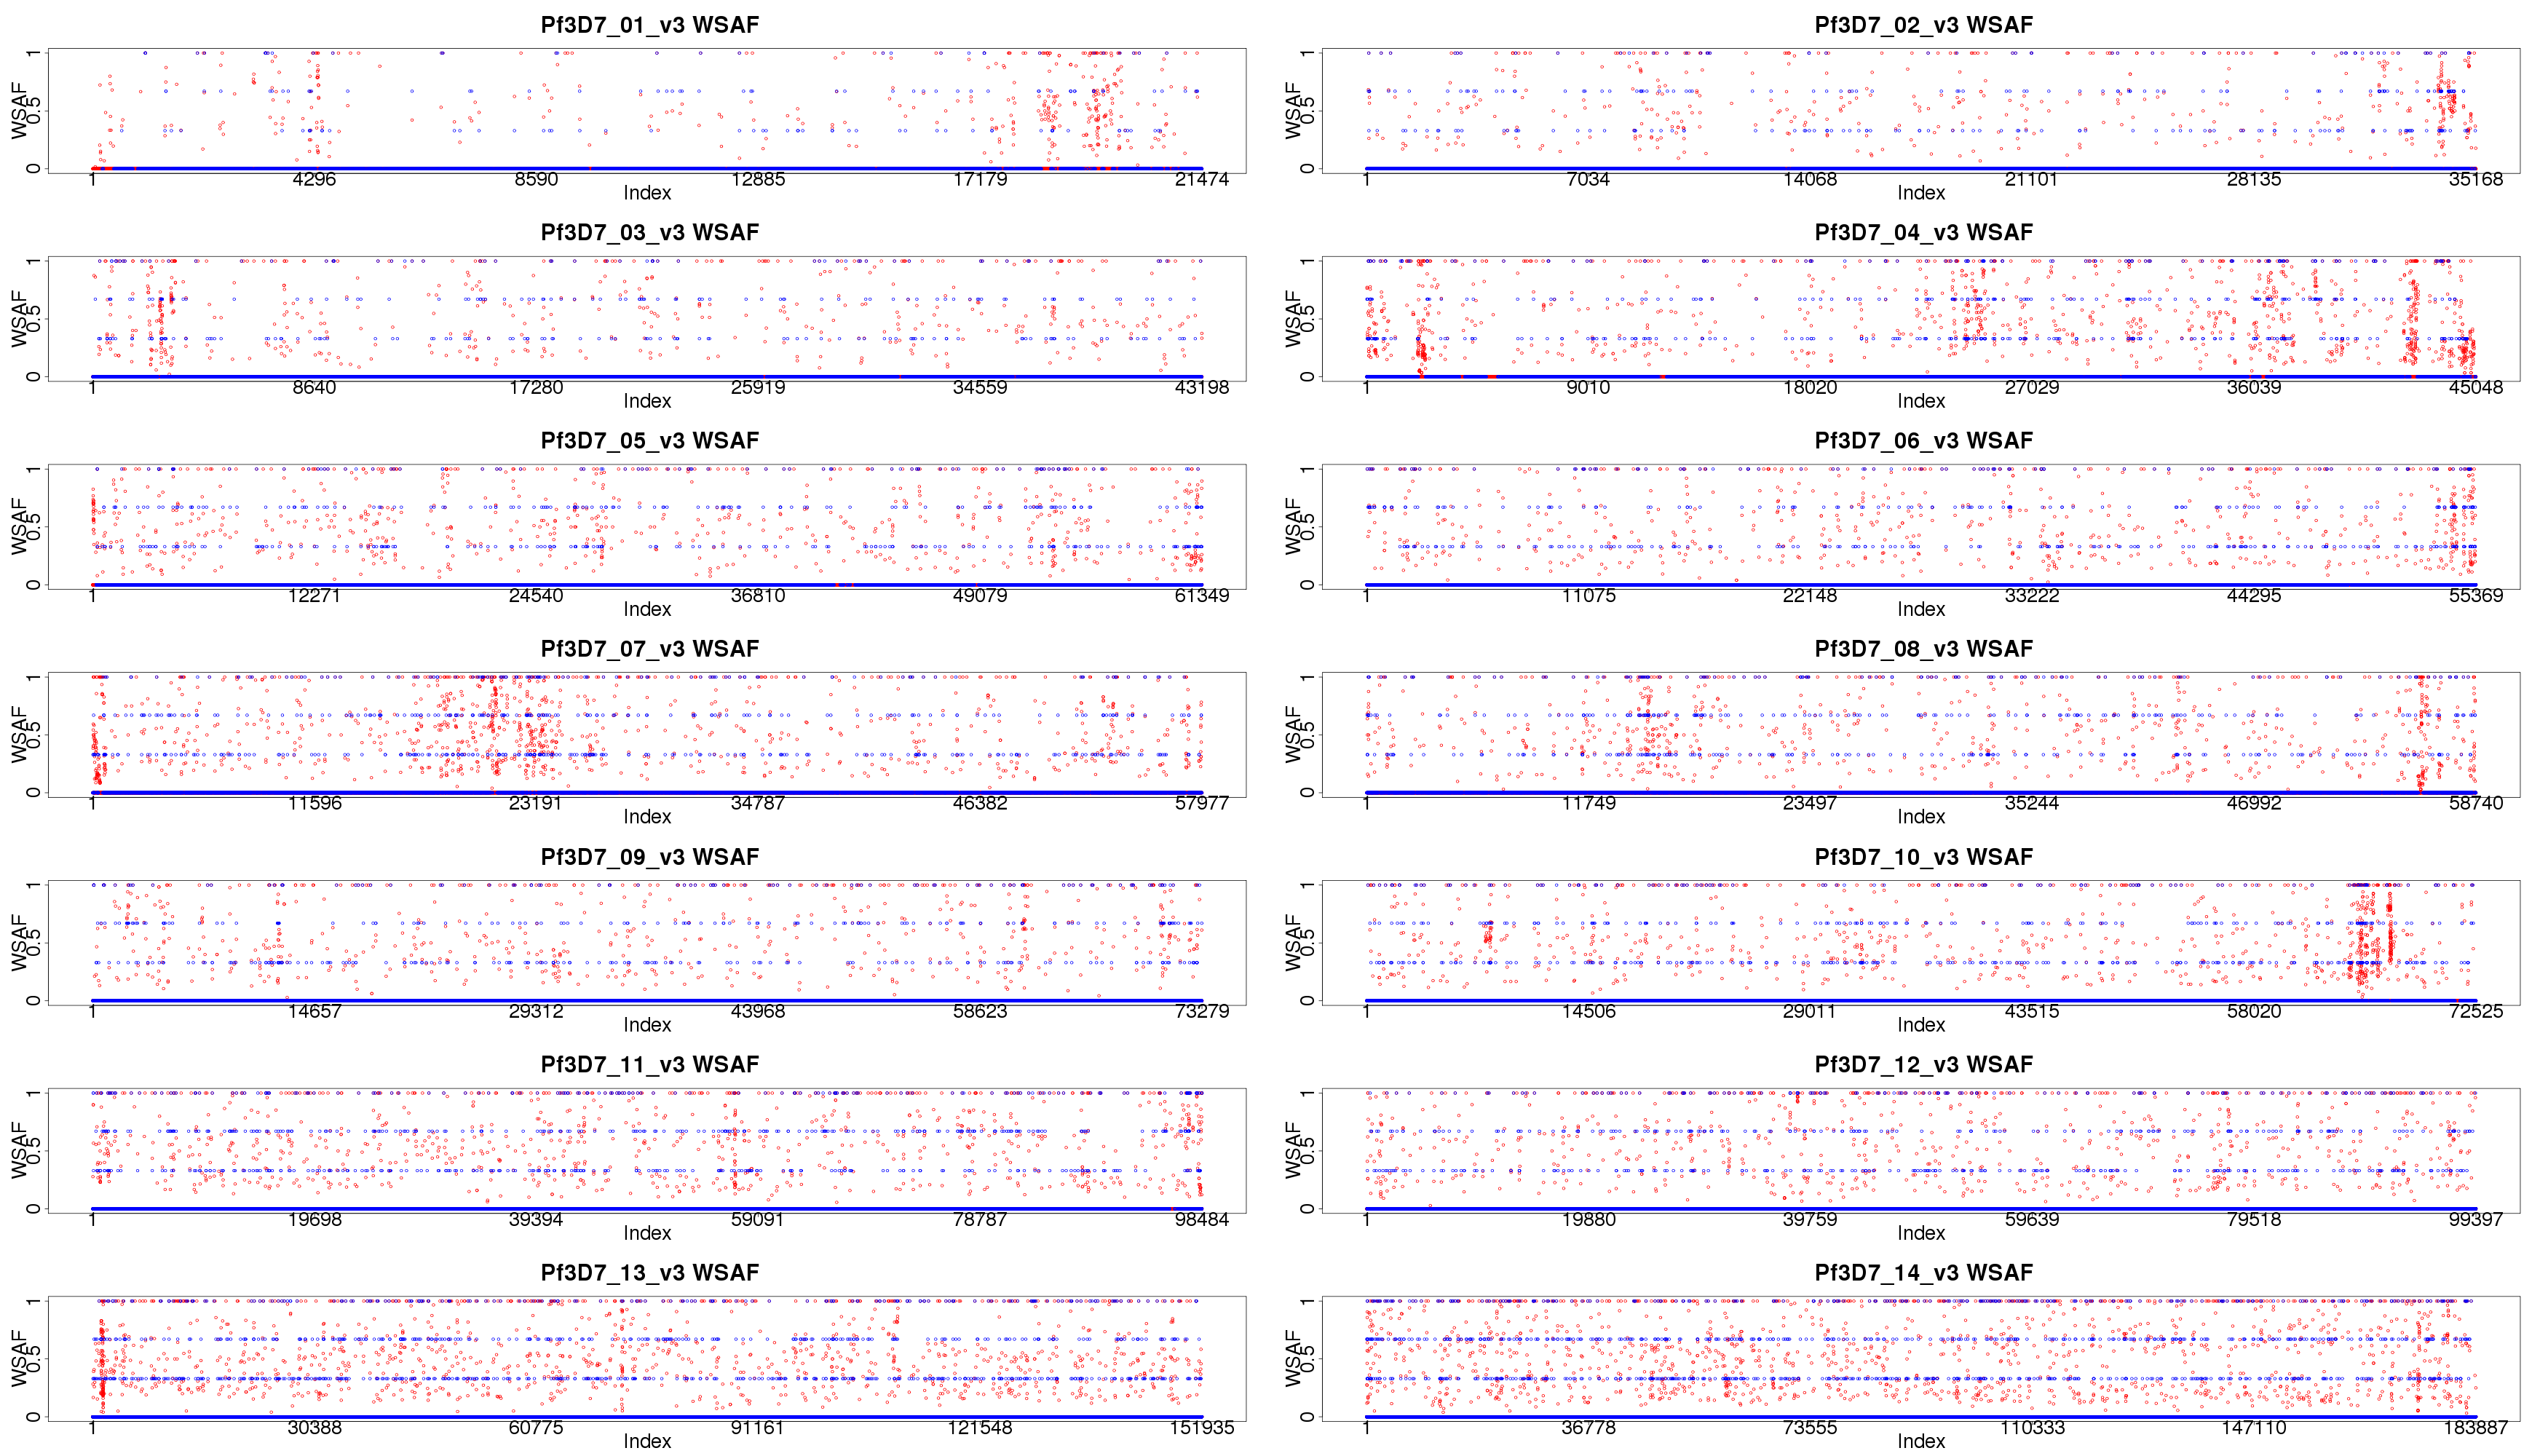 Pf3D7_01_v3 WSAF
WSAF
0 0.5 1
1 4296 8590 12885 17179 21474
Index
Pf3D7_02_v3 WSAF
WSAF
0 0.5 1
1 7034 14068 21101 28135 35168
Index
Pf3D7_03_v3 WSAF
WSAF
0 0.5 1
1 8640 17280 25919 34559 43198
Index
Pf3D7_04_v3 WSAF
WSAF
0 0.5 1
1 9010 18020 27029 36039 45048
Index
Pf3D7_05_v3 WSAF
WSAF
0 0.5 1
1 12271 24540 36810 49079 61349
Index
Pf3D7_06_v3 WSAF
WSAF
0 0.5 1
1 11075 22148 33222 44295 55369
Index
Pf3D7_07_v3 WSAF
WSAF
0 0.5 1
1 11596 23191 34787 46382 57977
Index
Pf3D7_08_v3 WSAF
WSAF
0 0.5 1
1 11749 23497 35244 46992 58740
Index
Pf3D7_09_v3 WSAF
WSAF
0 0.5 1
1 14657 29312 43968 58623 73279
Index
Pf3D7_10_v3 WSAF
WSAF
0 0.5 1
1 14506 29011 43515 58020 72525
Index
Pf3D7_11_v3 WSAF
WSAF
0 0.5 1
1 19698 39394 59091 78787 98484
Index
Pf3D7_12_v3 WSAF
WSAF
0 0.5 1
1 19880 39759 59639 79518 99397
Index
Pf3D7_13_v3 WSAF
WSAF
0 0.5 1
1 30388 60775 91161 121548 151935
Index
Pf3D7_14_v3 WSAF
WSAF
0 0.5 1
1 36778 73555 110333 147110 183887
Index